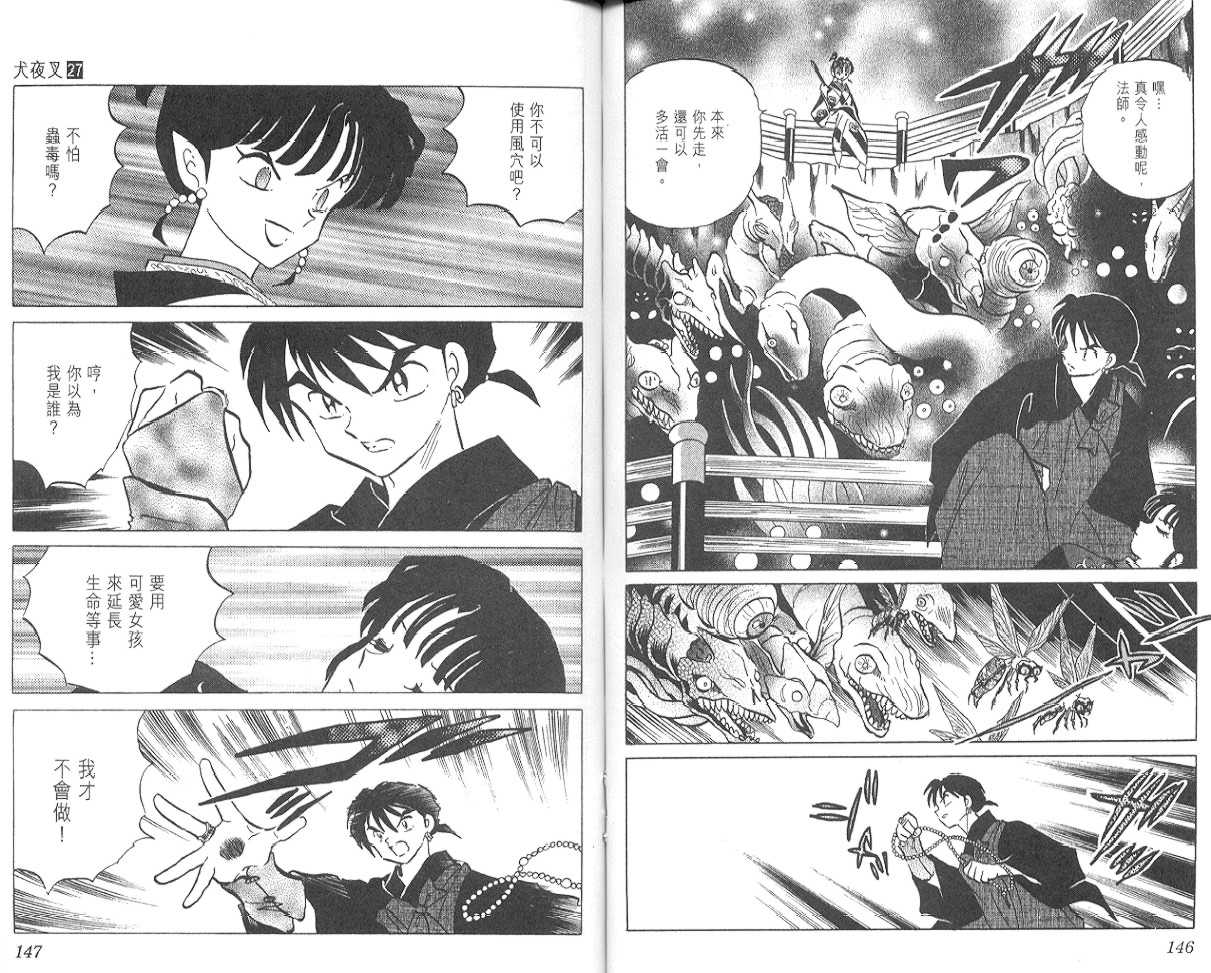 嘿…
真令人感動呢，
法師。
本來
你先走，
還可以
多活一會。
146
犬夜叉 27
你不可以
使用風穴吧？
不怕
蟲毒嗎？
哼，
你以為
我是誰？
要用
可愛女孩
來延長
生命等事…
我才
不會做！
147